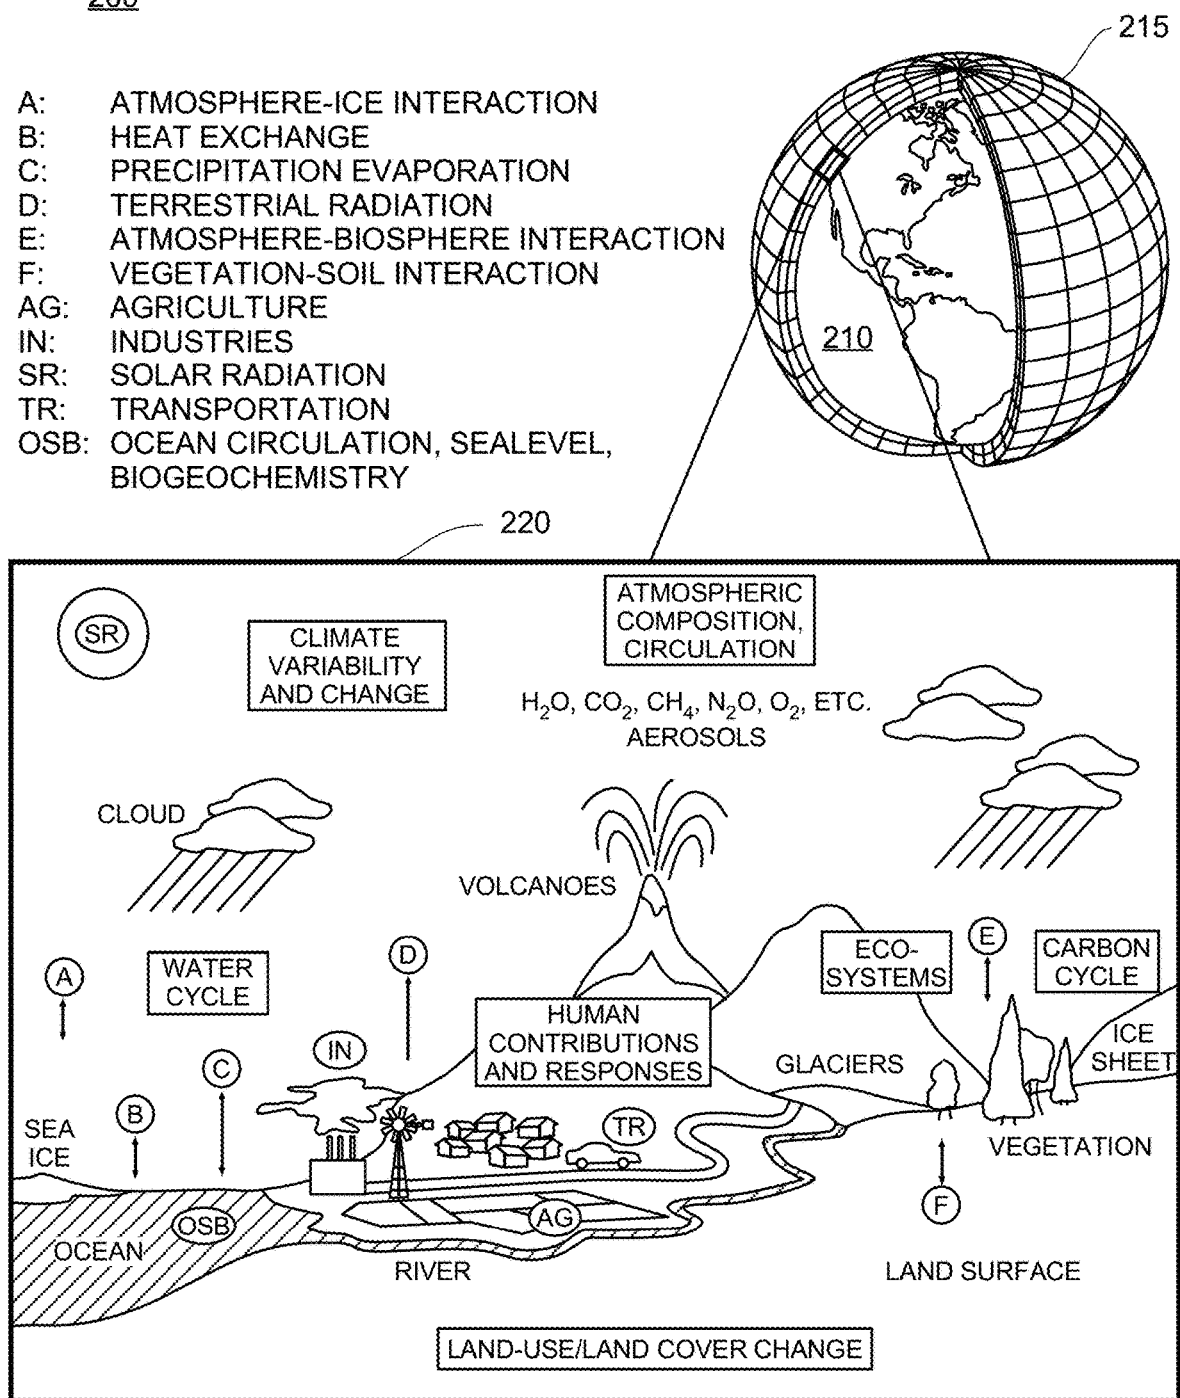 215
A: ATMOSPHERE-ICE INTERACTION
B: HEAT EXCHANGE
C: PRECIPITATION EVAPORATION
D: TERRESTRIAL RADIATION
E: ATMOSPHERE-BIOSPHERE INTERACTION
F: VEGETATION-SOIL INTERACTION
AG: AGRICULTURE
IN: INDUSTRIES
SR: SOLAR RADIATION
TR: TRANSPORTATION
OSB: OCEAN CIRCULATION, SEALEVEL,
BIOGEOCHEMISTRY
210
220
SR
CLIMATE
VARIABILITY
AND CHANGE
ATMOSPHERIC
COMPOSITION,
CIRCULATION
H₂O, CO₂, CH₄, N₂O, O₂, ETC.
AEROSOLS
CLOUD
VOLCANOES
A
WATER
CYCLE
D
ECO-
SYSTEMS
E
CARBON
CYCLE
HUMAN
CONTRIBUTIONS
AND RESPONSES
IN
C
GLACIERS
ICE
SHEET
B
SEA
ICE
TR
VEGETATION
F
OSB
AG
OCEAN
RIVER
LAND SURFACE
LAND-USE/LAND COVER CHANGE